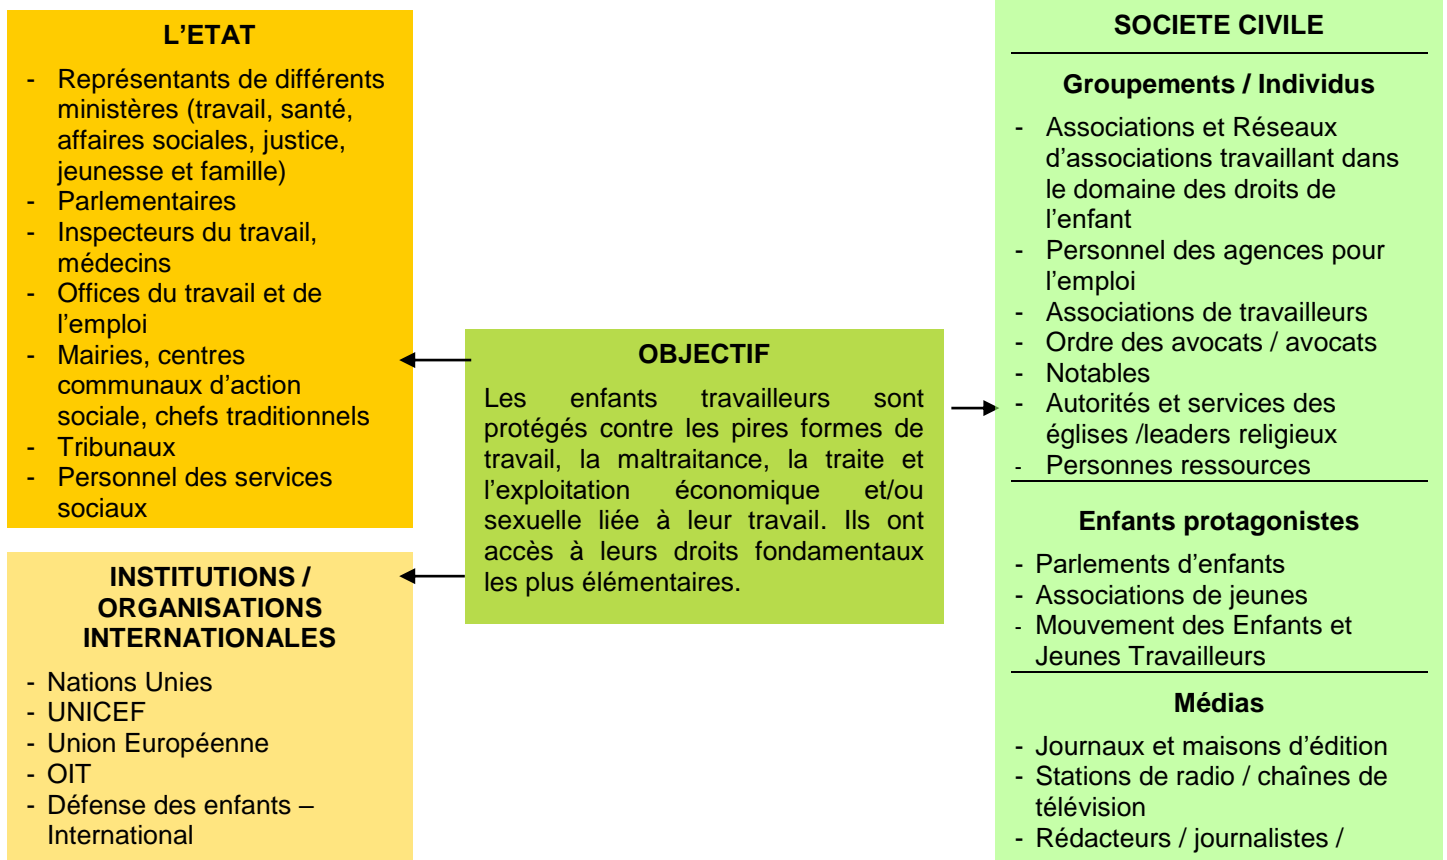 L'ETAT
- Représentants de différents
ministères (travail, santé,
affaires sociales, justice,
jeunesse et famille)
- Parlementaires
- Inspecteurs du travail,
médecins
- Offices du travail et de
l'emploi
- Mairies, centres
communaux d'action
sociale, chefs traditionnels
- Tribunaux
- Personnel des services
sociaux
INSTITUTIONS /
ORGANISATIONS
INTERNATIONALES
- Nations Unies
- UNICEF
- Union Européenne
- OIT
- Défense des enfants –
International
OBJECTIF
Les enfants travailleurs sont
protégés contre les pires formes de
travail, la maltraitance, la traite et
l'exploitation économique et/ou
sexuelle liée à leur travail. Ils ont
accès à leurs droits fondamentaux
les plus élémentaires.
SOCIETE CIVILE
Groupements / Individus
- Associations et Réseaux
d'associations travaillant dans
le domaine des droits de
l'enfant
- Personnel des agences pour
l'emploi
- Associations de travailleurs
- Ordre des avocats / avocats
- Notables
- Autorités et services des
églises /leaders religieux
- Personnes ressources
Enfants protagonistes
- Parlements d'enfants
- Associations de jeunes
- Mouvement des Enfants et
Jeunes Travailleurs
Médias
- Journaux et maisons d'édition
- Stations de radio / chaînes de
télévision
- Rédacteurs / journalistes /